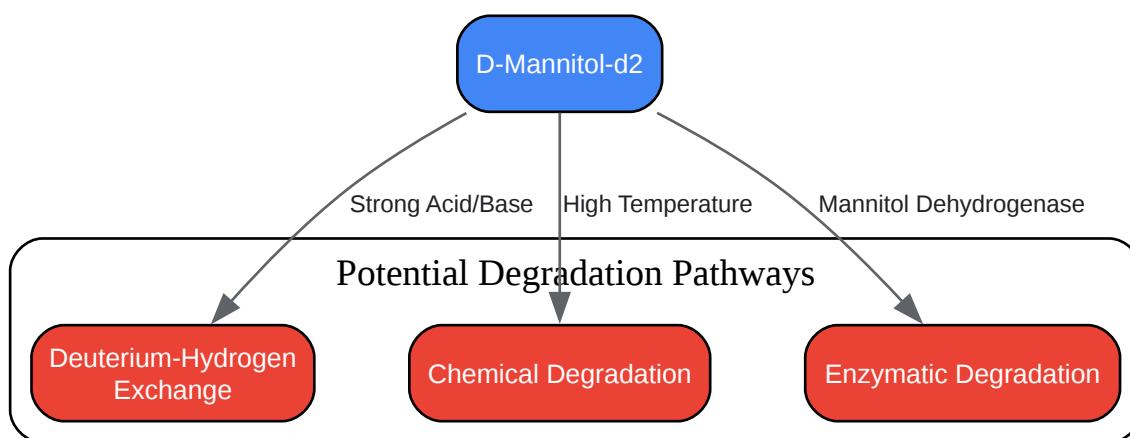 D-Mannitol-d2
Strong Acid/Base
High Temperature
Mannitol Dehydrogenase
Potential Degradation Pathways
Deuterium-Hydrogen
Exchange
Chemical Degradation
Enzymatic Degradation